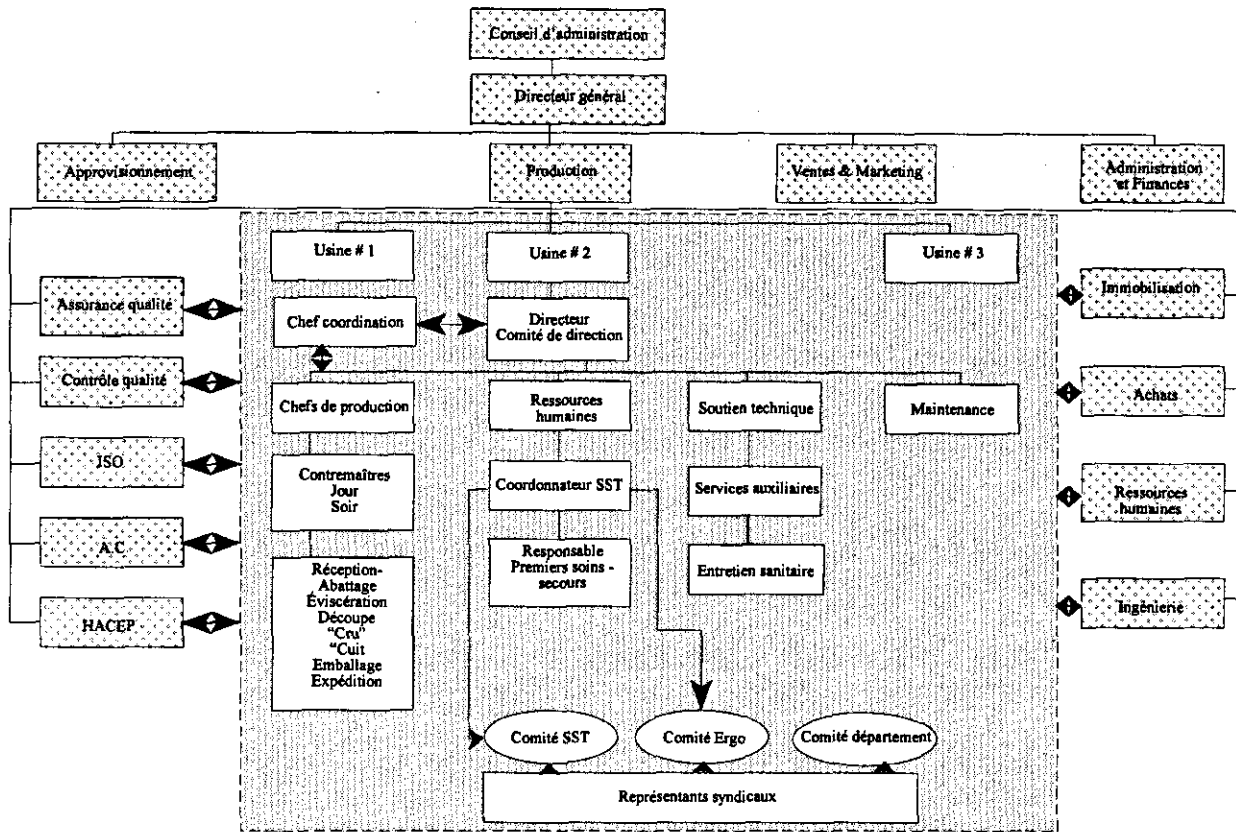 Conseil d'administration
Directeur général
Approvisionnement
Production
Ventes & Marketing
Administration
et Finances
Usine # 1
Usine # 2
Usine # 3
Assurance qualité
Contrôle qualité
ISO
A.C
HACEP
Chef coordination
Directeur
Comité de direction
Chefs de production
Ressources
humaines
Soutien technique
Maintenance
Contremaîtres
Jour
Soir
Coordonnateur SST
Services auxiliaires
Réception-
Abattage
Éviscération
Découpe
"Cru"
"Cuit
Emballage
Expédition
Responsable
Premiers soins -
secours
Entretien sanitaire
Immobilisation
Achats
Ressources
humaines
Ingénierie
Comité SST
Comité Ergo
Comité département
Représentants syndicaux